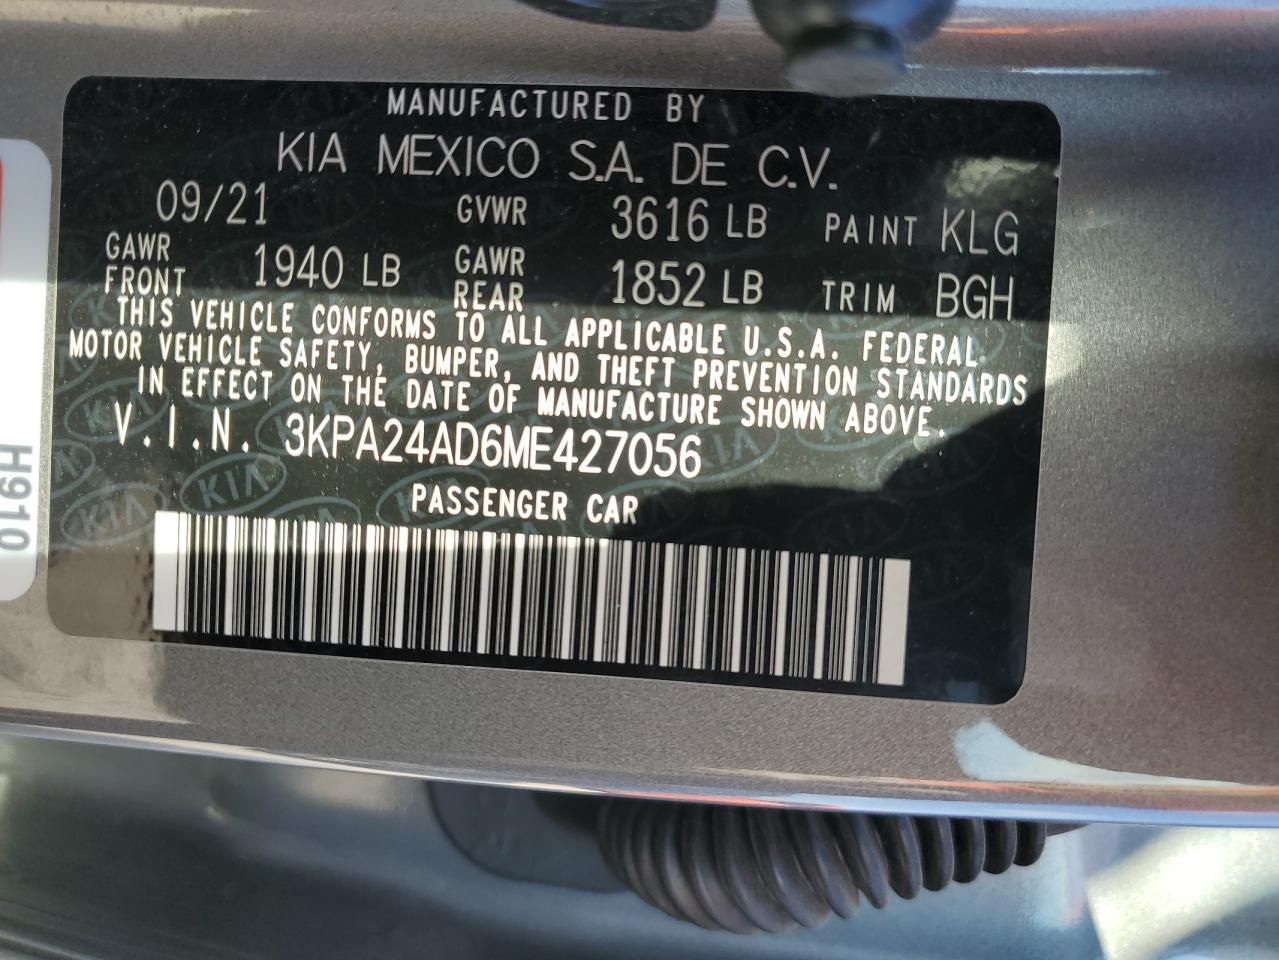 MANUFACTURED BY
KIA MEXICO S.A. DE C.V.
09/21 GVWR 3616 LB PAINT KLG
GAWR FRONT 1940 LB GAWR REAR 1852 LB TRIM BGH
THIS VEHICLE CONFORMS TO ALL APPLICABLE U.S.A. FEDERAL
MOTOR VEHICLE SAFETY, BUMPER, AND THEFT PREVENTION STANDARDS
IN EFFECT ON THE DATE OF MANUFACTURE SHOWN ABOVE.
V.I.N. 3KPA24AD6ME427056
PASSENGER CAR
H910